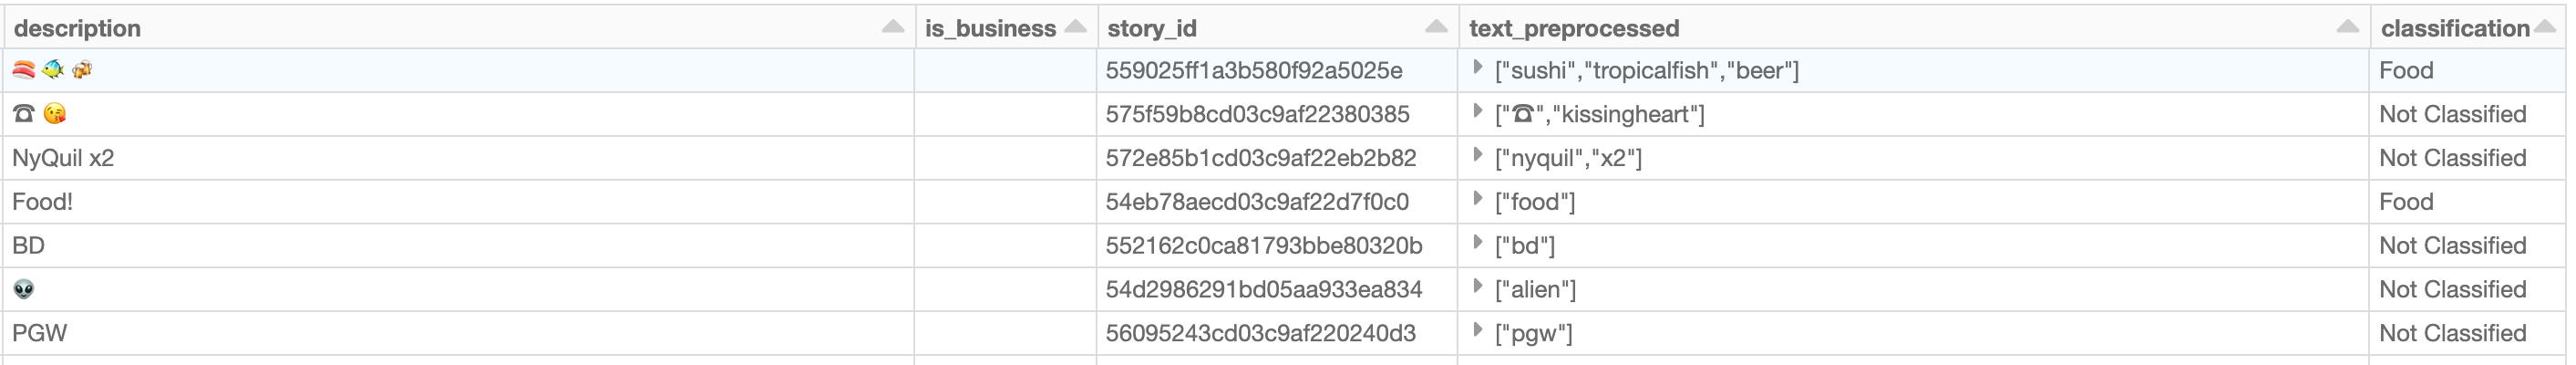 description is_business story_id text_preprocessed classification
🍣 🐠 🍻 559025ff1a3b580f92a5025e ["sushi","tropicalfish","beer"] Food
☎ 😘 575f59b8cd03c9af22380385 ["☎","kissingheart"] Not Classified
NyQuil x2 572e85b1cd03c9af22eb2b82 ["nyquil","x2"] Not Classified
Food! 54eb78aecd03c9af22d7f0c0 ["food"] Food
BD 552162c0ca81793bbe80320b ["bd"] Not Classified
👽 54d2986291bd05aa933ea834 ["alien"] Not Classified
PGW 56095243cd03c9af220240d3 ["pgw"] Not Classified